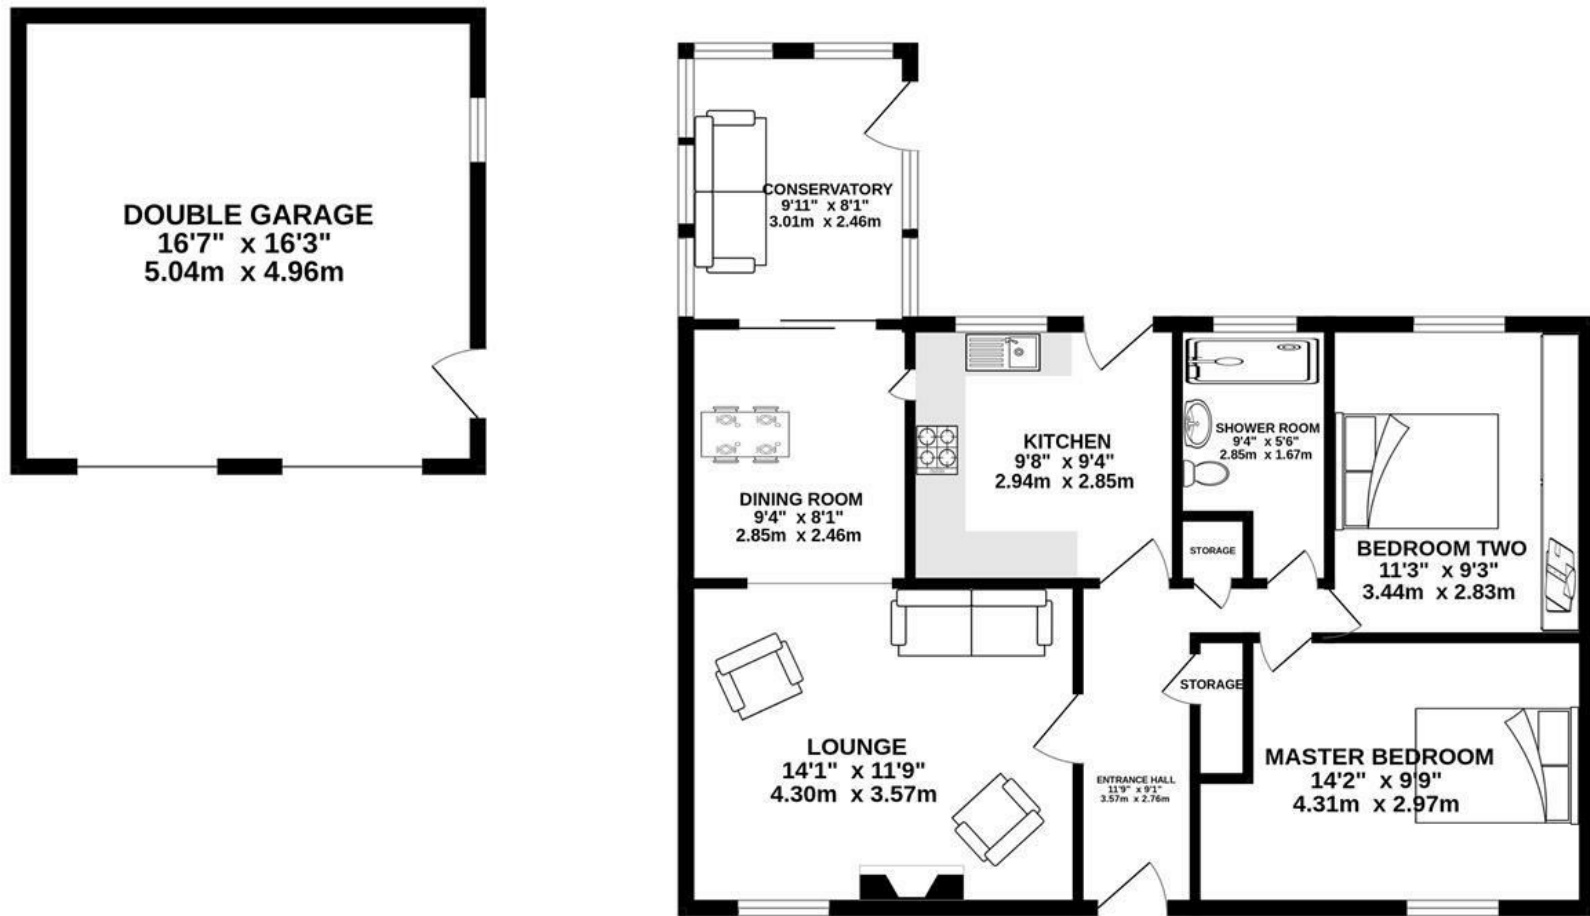 DOUBLE GARAGE
16'7" x 16'3"
5.04m x 4.96m
CONSERVATORY
9'11" x 8'1"
3.01m x 2.46m
DINING ROOM
9'4" x 8'1"
2.85m x 2.46m
KITCHEN
9'8" x 9'4"
2.94m x 2.85m
SHOWER ROOM
9'4" x 5'6"
2.85m x 1.67m
STORAGE
BEDROOM TWO
11'3" x 9'3"
3.44m x 2.83m
STORAGE
LOUNGE
14'1" x 11'9"
4.30m x 3.57m
ENTRANCE HALL
11'9" x 9'1"
3.57m x 2.76m
MASTER BEDROOM
14'2" x 9'9"
4.31m x 2.97m